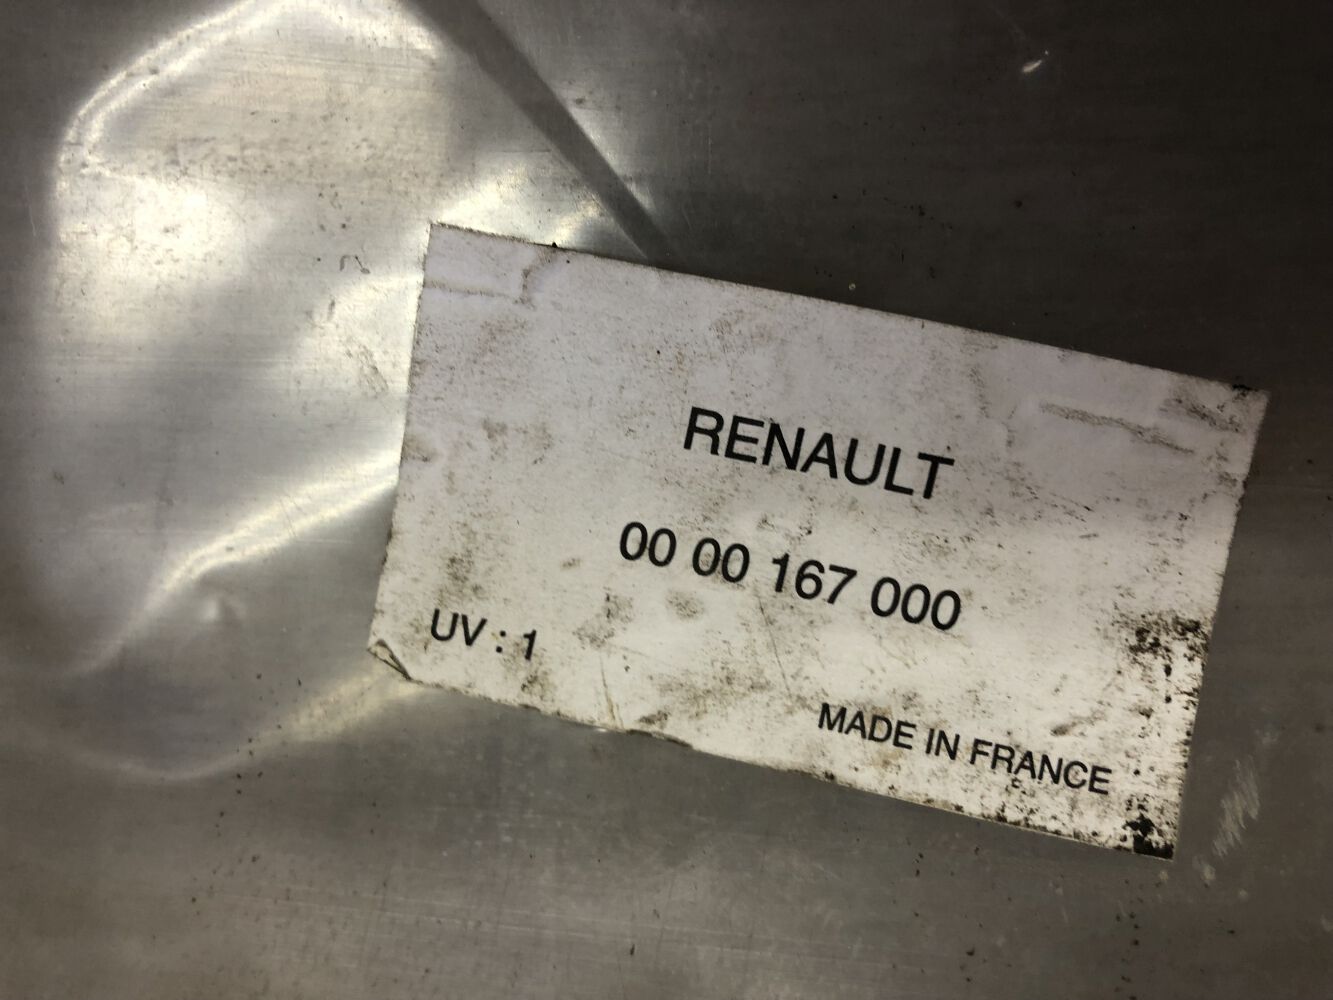 RENAULT
00 00 167 000
UV : 1
MADE IN FRANCE